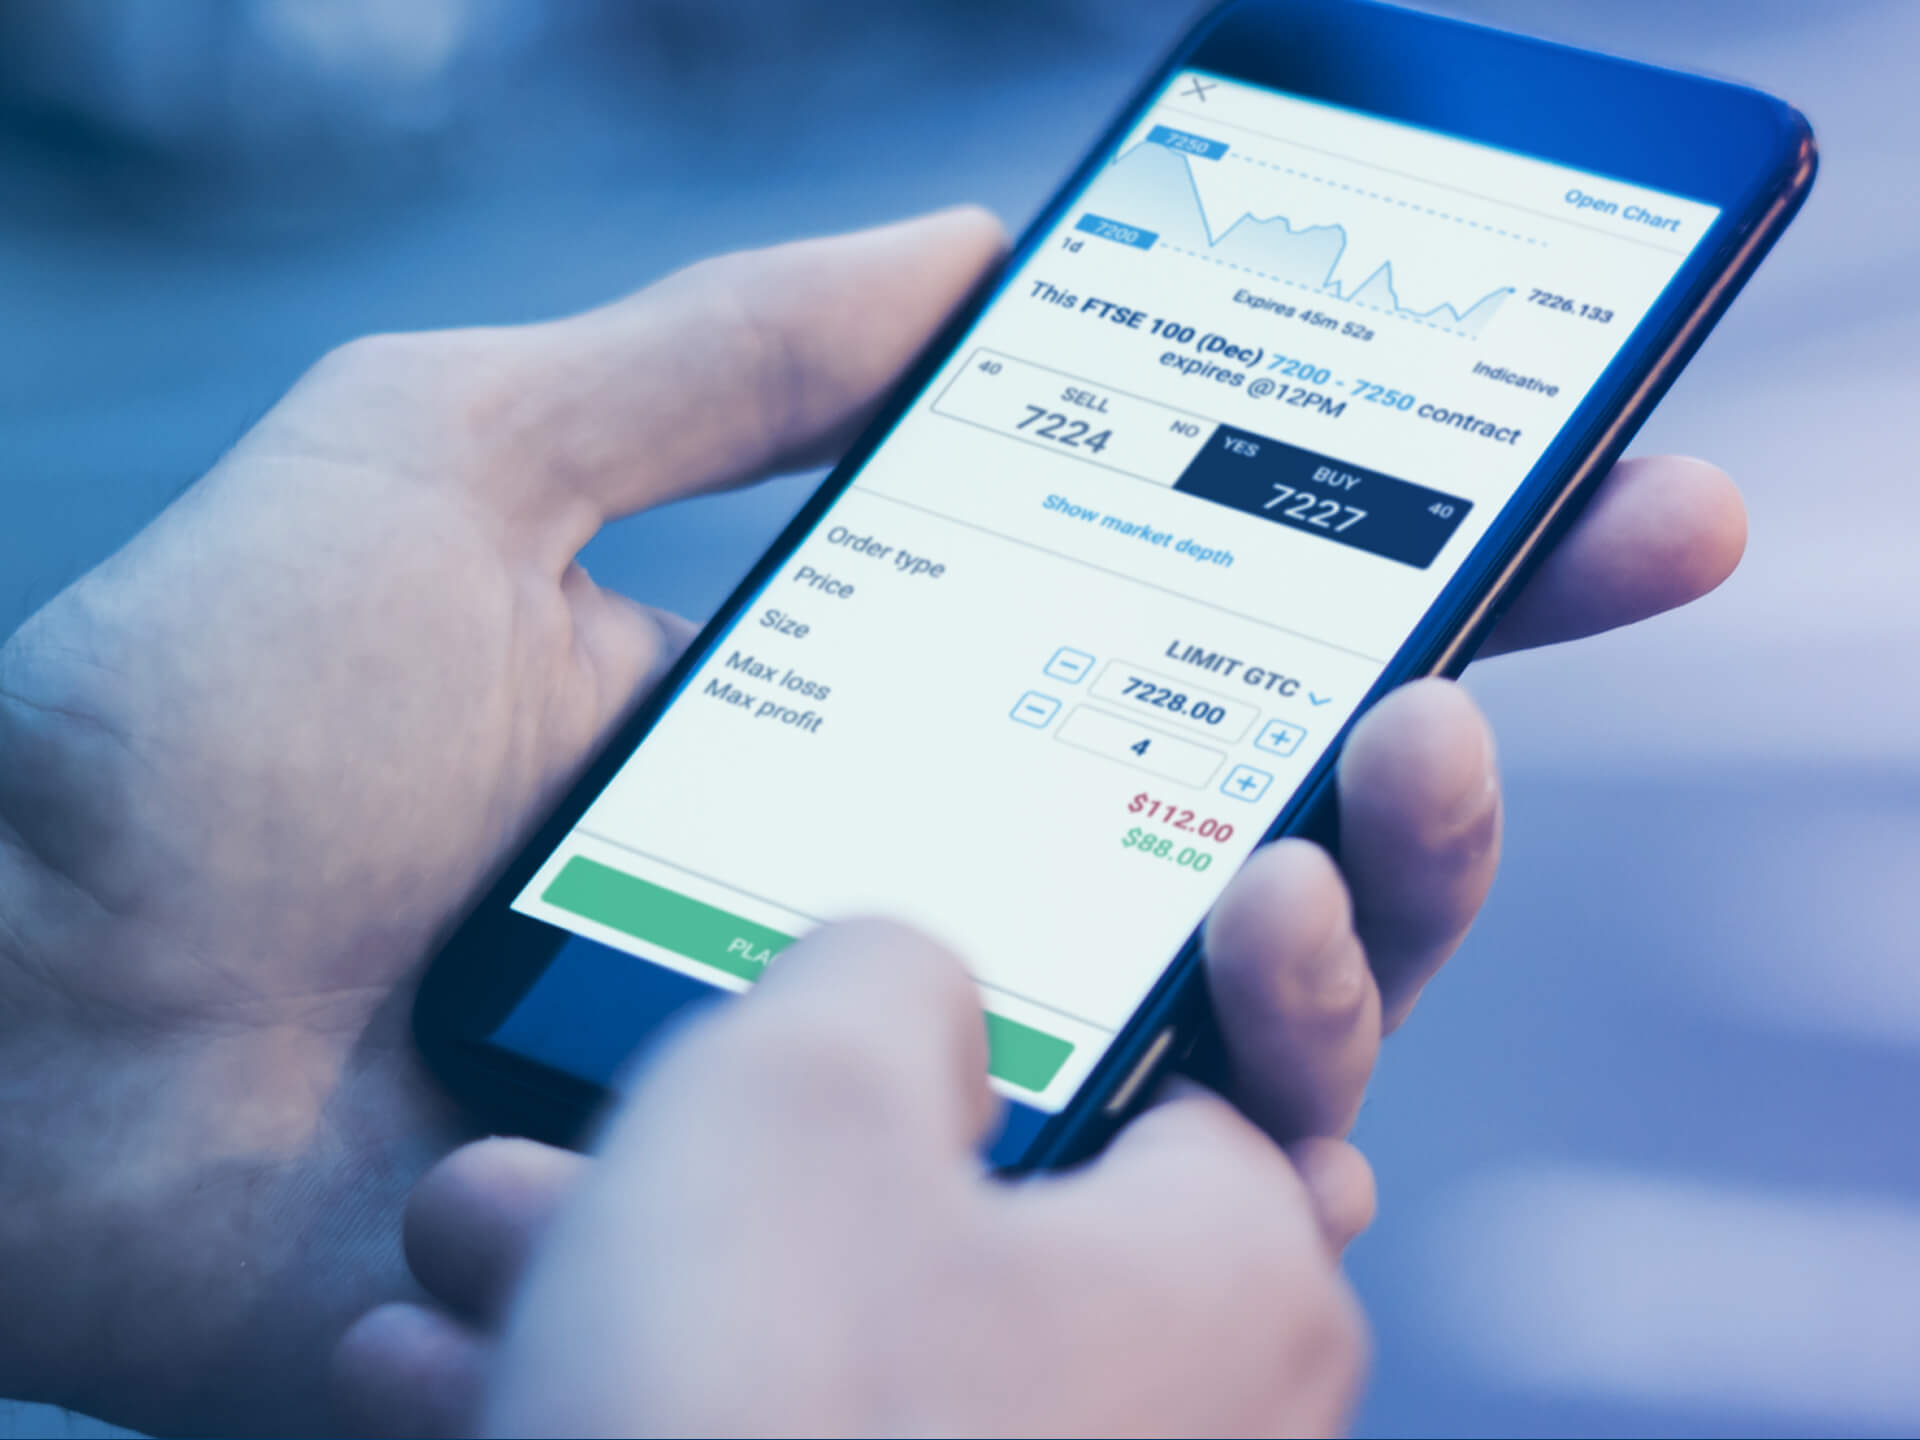 7250
Open Chart
7200
1d
7226.133
Expires 45m 52s
Indicative
This FTSE 100 (Dec) 7200 - 7250 contract
expires @12PM
40 SELL NO
7224
YES BUY 40
7227
Show market depth
Order type LIMIT GTC
Price 7228.00
Size 4
Max loss $112.00
Max profit $88.00